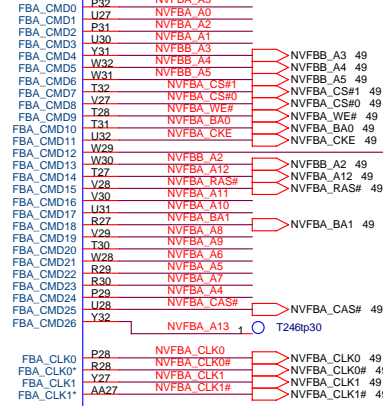 FBA_CMD0 P32
FBA_CMD1 U27 NVFBA_A0
FBA_CMD2 P31 NVFBA_A2
FBA_CMD3 U30 NVFBA_A1
FBA_CMD4 Y31 NVFBB_A3 NVFBB_A3 49
FBA_CMD5 W32 NVFBB_A4 NVFBB_A4 49
FBA_CMD6 W31 NVFBB_A5 NVFBB_A5 49
FBA_CMD7 T32 NVFBA_CS#1 NVFBA_CS#1 49
FBA_CMD8 V27 NVFBA_CS#0 NVFBA_CS#0 49
FBA_CMD9 T28 NVFBA_WE# NVFBA_WE# 49
FBA_CMD10 T31 NVFBA_BA0 NVFBA_BA0 49
FBA_CMD11 U32 NVFBA_CKE NVFBA_CKE 49
FBA_CMD12 W29
FBA_CMD13 W30 NVFBB_A2 NVFBB_A2 49
FBA_CMD14 T27 NVFBA_A12 NVFBA_A12 49
FBA_CMD15 V28 NVFBA_RAS# NVFBA_RAS# 49
FBA_CMD16 V30 NVFBA_A11
FBA_CMD17 U31 NVFBA_A10
FBA_CMD18 R27 NVFBA_BA1 NVFBA_BA1 49
FBA_CMD19 V29 NVFBA_A8
FBA_CMD20 T30 NVFBA_A9
FBA_CMD21 W28 NVFBA_A6
FBA_CMD22 R29 NVFBA_A5
FBA_CMD23 R30 NVFBA_A7
FBA_CMD24 P29 NVFBA_A4
FBA_CMD25 U28 NVFBA_CAS# NVFBA_CAS# 49
FBA_CMD26 Y32
NVFBA_A13 1 T246tp30
FBA_CLK0 P28 NVFBA_CLK0 NVFBA_CLK0 49
FBA_CLK0* R28 NVFBA_CLK0# NVFBA_CLK0# 49
FBA_CLK1 Y27 NVFBA_CLK1 NVFBA_CLK1 49
FBA_CLK1* AA27 NVFBA_CLK1# NVFBA_CLK1# 49